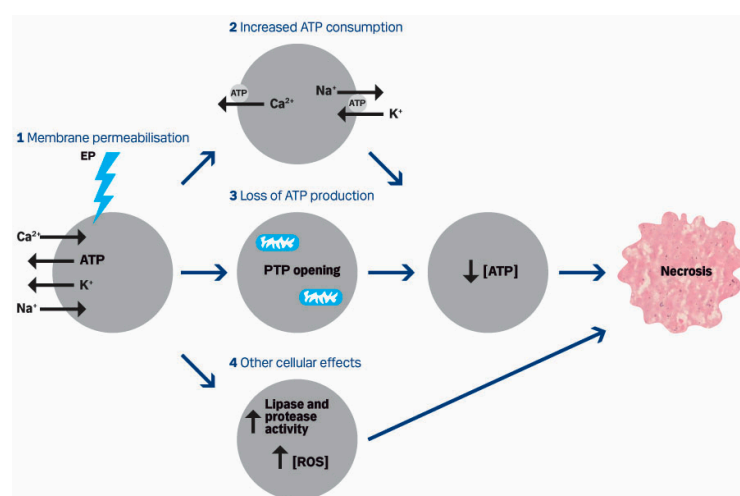 2 Increased ATP consumption
ATP
Ca²⁺
Na⁺
ATP
K⁺
1 Membrane permeabilisation
EP
Ca²⁺
ATP
K⁺
Na⁺
3 Loss of ATP production
PTP opening
[ATP]
Necrosis
4 Other cellular effects
Lipase and
protease
activity
[ROS]